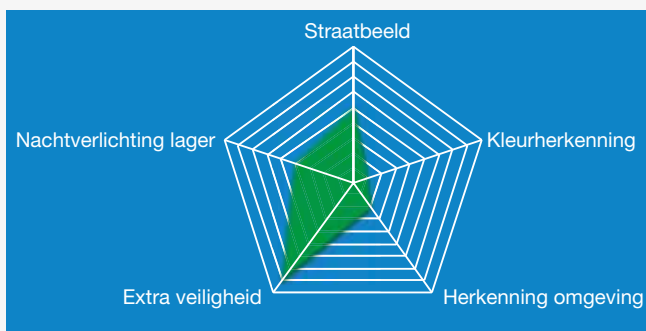 Straatbeeld
Nachtverlichting lager
Kleurherkenning
Extra veiligheid
Herkenning omgeving